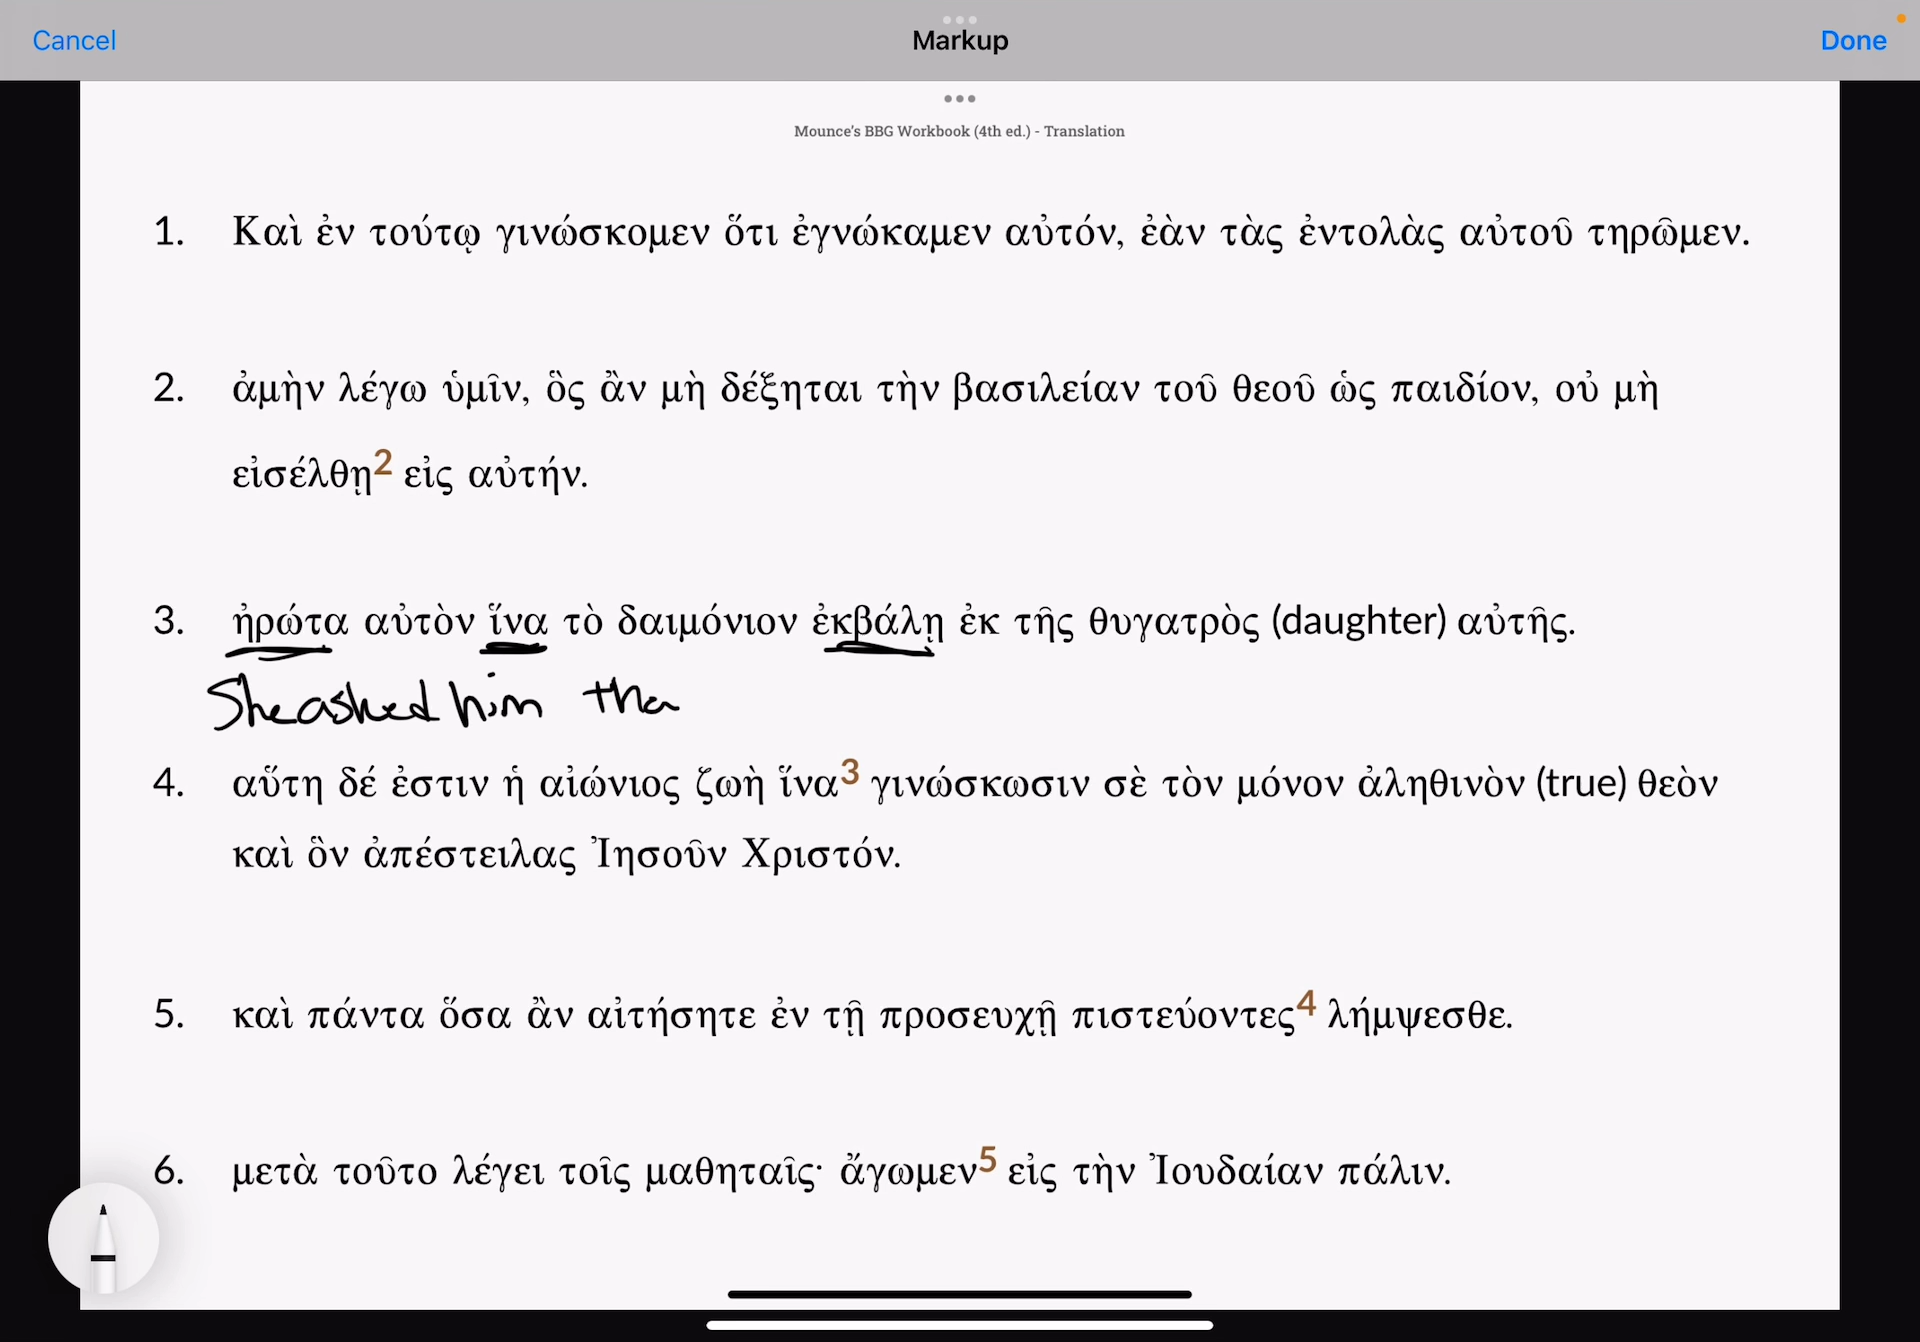 Cancel
Markup
Done
Mounce's BBG Workbook (4th ed.) - Translation
1. Καὶ ἐν τούτῳ γινώσκομεν ὅτι ἐγνώκαμεν αὐτόν, ἐὰν τὰς ἐντολὰς αὐτοῦ τηρῶμεν.
2. ἀμὴν λέγω ὑμῖν, ὃς ἂν μὴ δέξηται τὴν βασιλείαν τοῦ θεοῦ ὡς παιδίον, οὐ μὴ
εἰσέλθῃ2 εἰς αὐτήν.
3. ἠρώτα αὐτὸν ἵνα τὸ δαιμόνιον ἐκβάλῃ ἐκ τῆς θυγατρὸς (daughter) αὐτῆς.
She asked him tha
4. αὕτη δέ ἐστιν ἡ αἰώνιος ζωὴ ἵνα3 γινώσκωσιν σὲ τὸν μόνον ἀληθινὸν (true) θεὸν
καὶ ὃν ἀπέστειλας Ἰησοῦν Χριστόν.
5. καὶ πάντα ὅσα ἂν αἰτήσητε ἐν τῇ προσευχῇ πιστεύοντες4 λήμψεσθε.
6. μετὰ τοῦτο λέγει τοῖς μαθηταῖς· ἄγωμεν5 εἰς τὴν Ἰουδαίαν πάλιν.